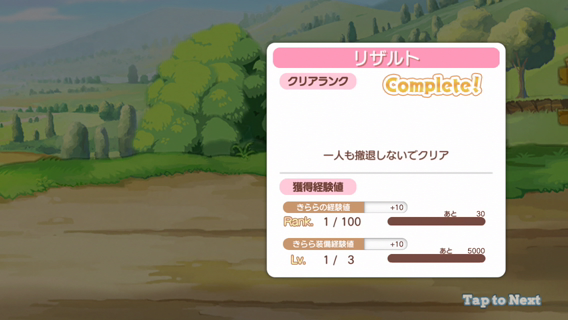 リザルト
クリアランク
Complete!
一人も撤退しないでクリア
獲得経験値
きららの経験値 +10
Rank. 1 / 100 あと 30
きらら装備経験値 +10
Lv. 1 / 3 あと 5000
Tap to Next